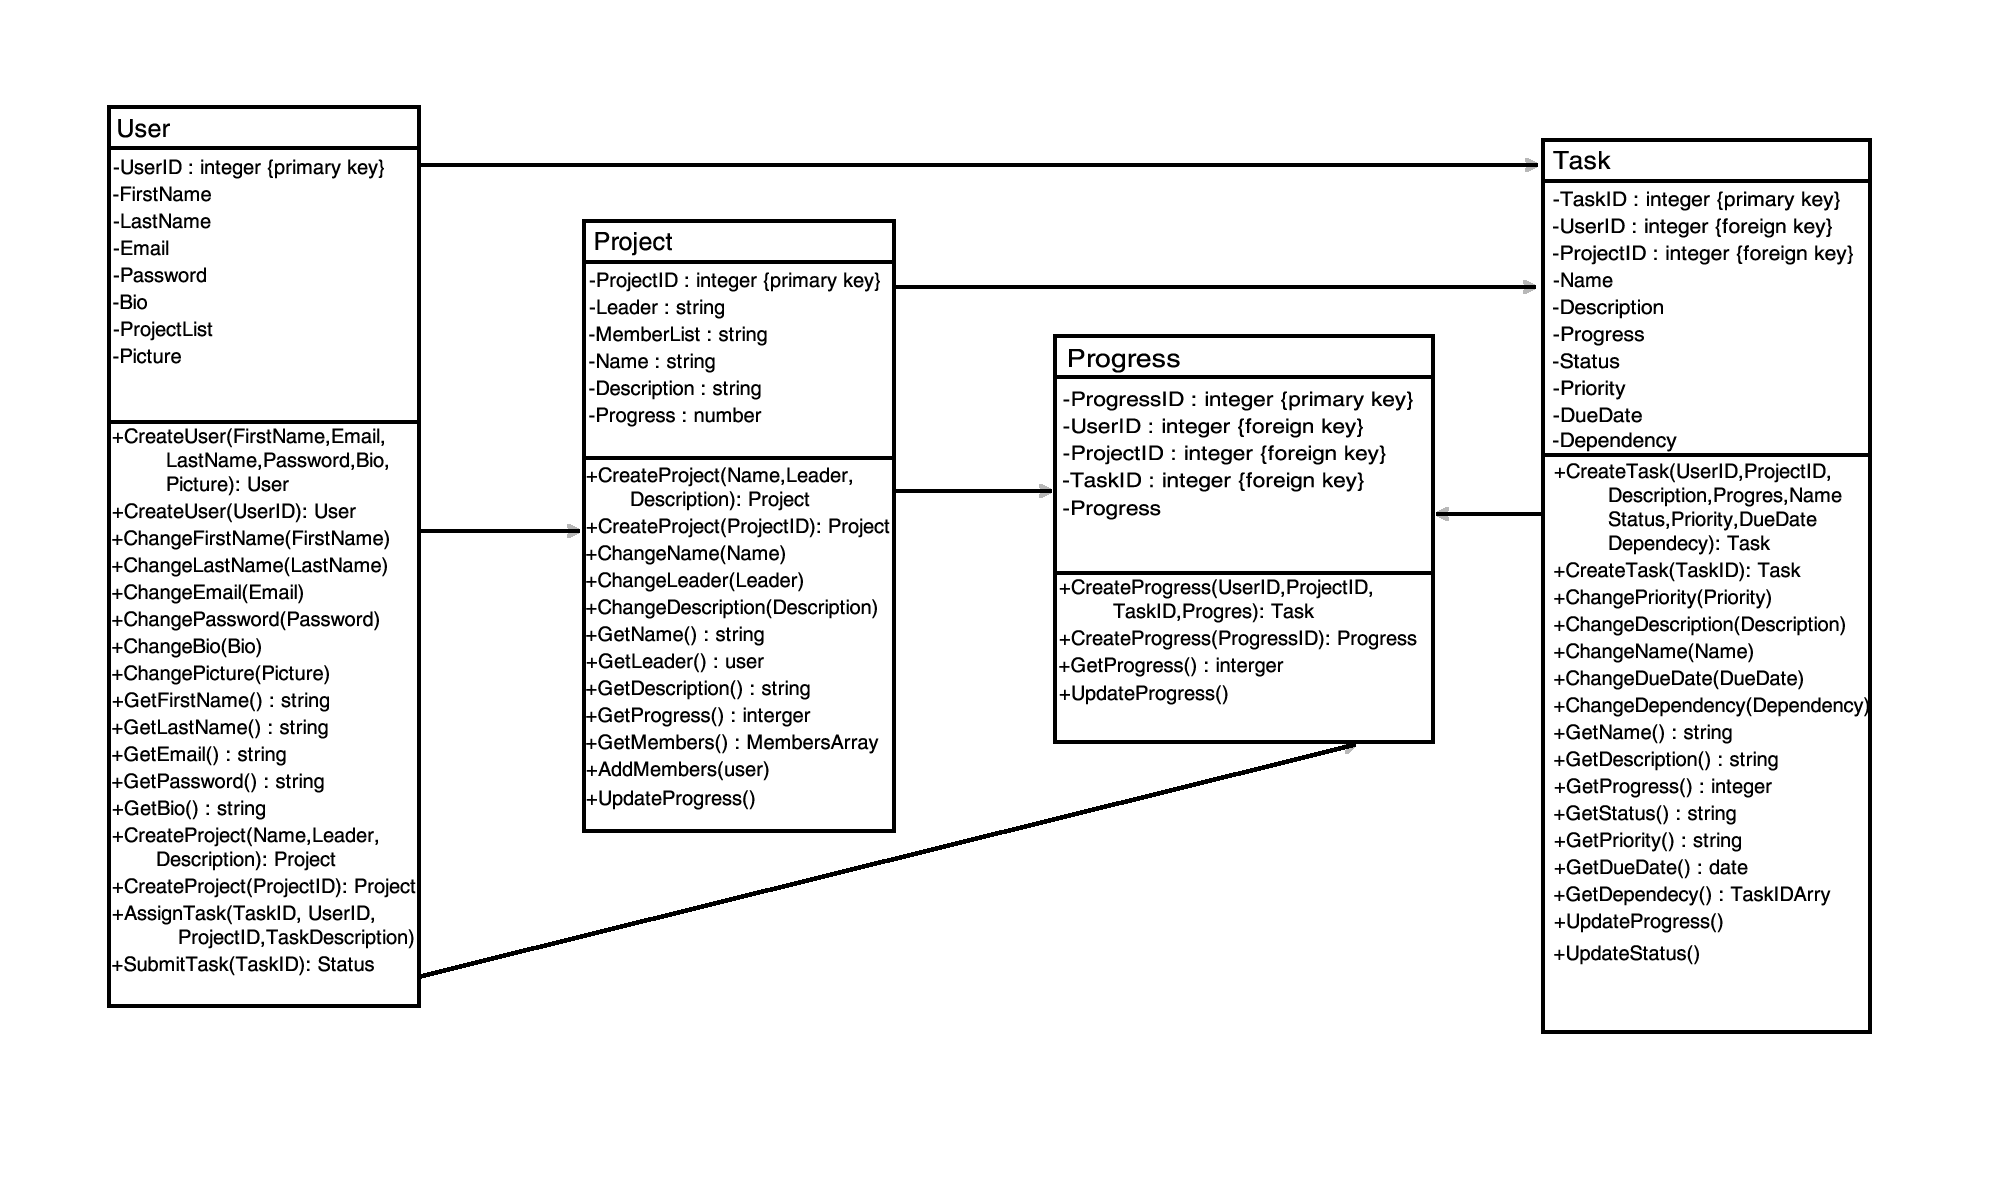 User
-UserID : integer {primary key}
-FirstName
-LastName
-Email
-Password
-Bio
-ProjectList
-Picture
+CreateUser(FirstName,Email,
LastName,Password,Bio,
Picture): User
+CreateUser(UserID): User
+ChangeFirstName(FirstName)
+ChangeLastName(LastName)
+ChangeEmail(Email)
+ChangePassword(Password)
+ChangeBio(Bio)
+ChangePicture(Picture)
+GetFirstName() : string
+GetLastName() : string
+GetEmail() : string
+GetPassword() : string
+GetBio() : string
+CreateProject(Name,Leader,
Description): Project
+CreateProject(ProjectID): Project
+AssignTask(TaskID, UserID,
ProjectID,TaskDescription)
+SubmitTask(TaskID): Status
Project
-ProjectID : integer {primary key}
-Leader : string
-MemberList : string
-Name : string
-Description : string
-Progress : number
+CreateProject(Name,Leader,
Description): Project
+CreateProject(ProjectID): Project
+ChangeName(Name)
+ChangeLeader(Leader)
+ChangeDescription(Description)
+GetName() : string
+GetLeader() : user
+GetDescription() : string
+GetProgress() : interger
+GetMembers() : MembersArray
+AddMembers(user)
+UpdateProgress()
Progress
-ProgressID : integer {primary key}
-UserID : integer {foreign key}
-ProjectID : integer {foreign key}
-TaskID : integer {foreign key}
-Progress
+CreateProgress(UserID,ProjectID,
TaskID,Progres): Task
+CreateProgress(ProgressID): Progress
+GetProgress() : interger
+UpdateProgress()
Task
-TaskID : integer {primary key}
-UserID : integer {foreign key}
-ProjectID : integer {foreign key}
-Name
-Description
-Progress
-Status
-Priority
-DueDate
-Dependency
+CreateTask(UserID,ProjectID,
Description,Progres,Name
Status,Priority,DueDate
Dependecy): Task
+CreateTask(TaskID): Task
+ChangePriority(Priority)
+ChangeDescription(Description)
+ChangeName(Name)
+ChangeDueDate(DueDate)
+ChangeDependency(Dependency)
+GetName() : string
+GetDescription() : string
+GetProgress() : integer
+GetStatus() : string
+GetPriority() : string
+GetDueDate() : date
+GetDependecy() : TaskIDArry
+UpdateProgress()
+UpdateStatus()